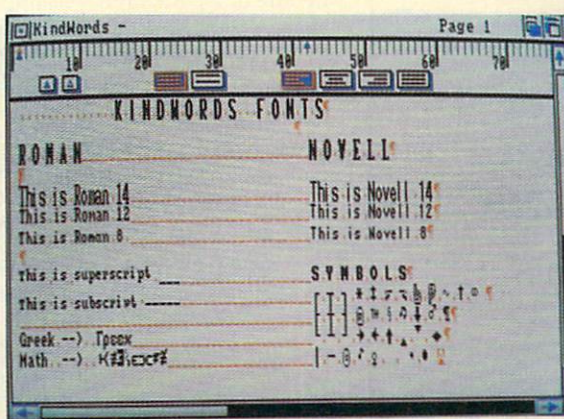 KindWords - Page 1
10 20 30 40 50 60 70
KINDWORDS FONTS
ROMAN NOVELL
This is Roman 14 This is Novell 14
This is Roman 12 This is Novell 12
This is Roman 8 This is Novell 8
This is superscript SYMBOLS
This is subscript
Greek --)
Math --)